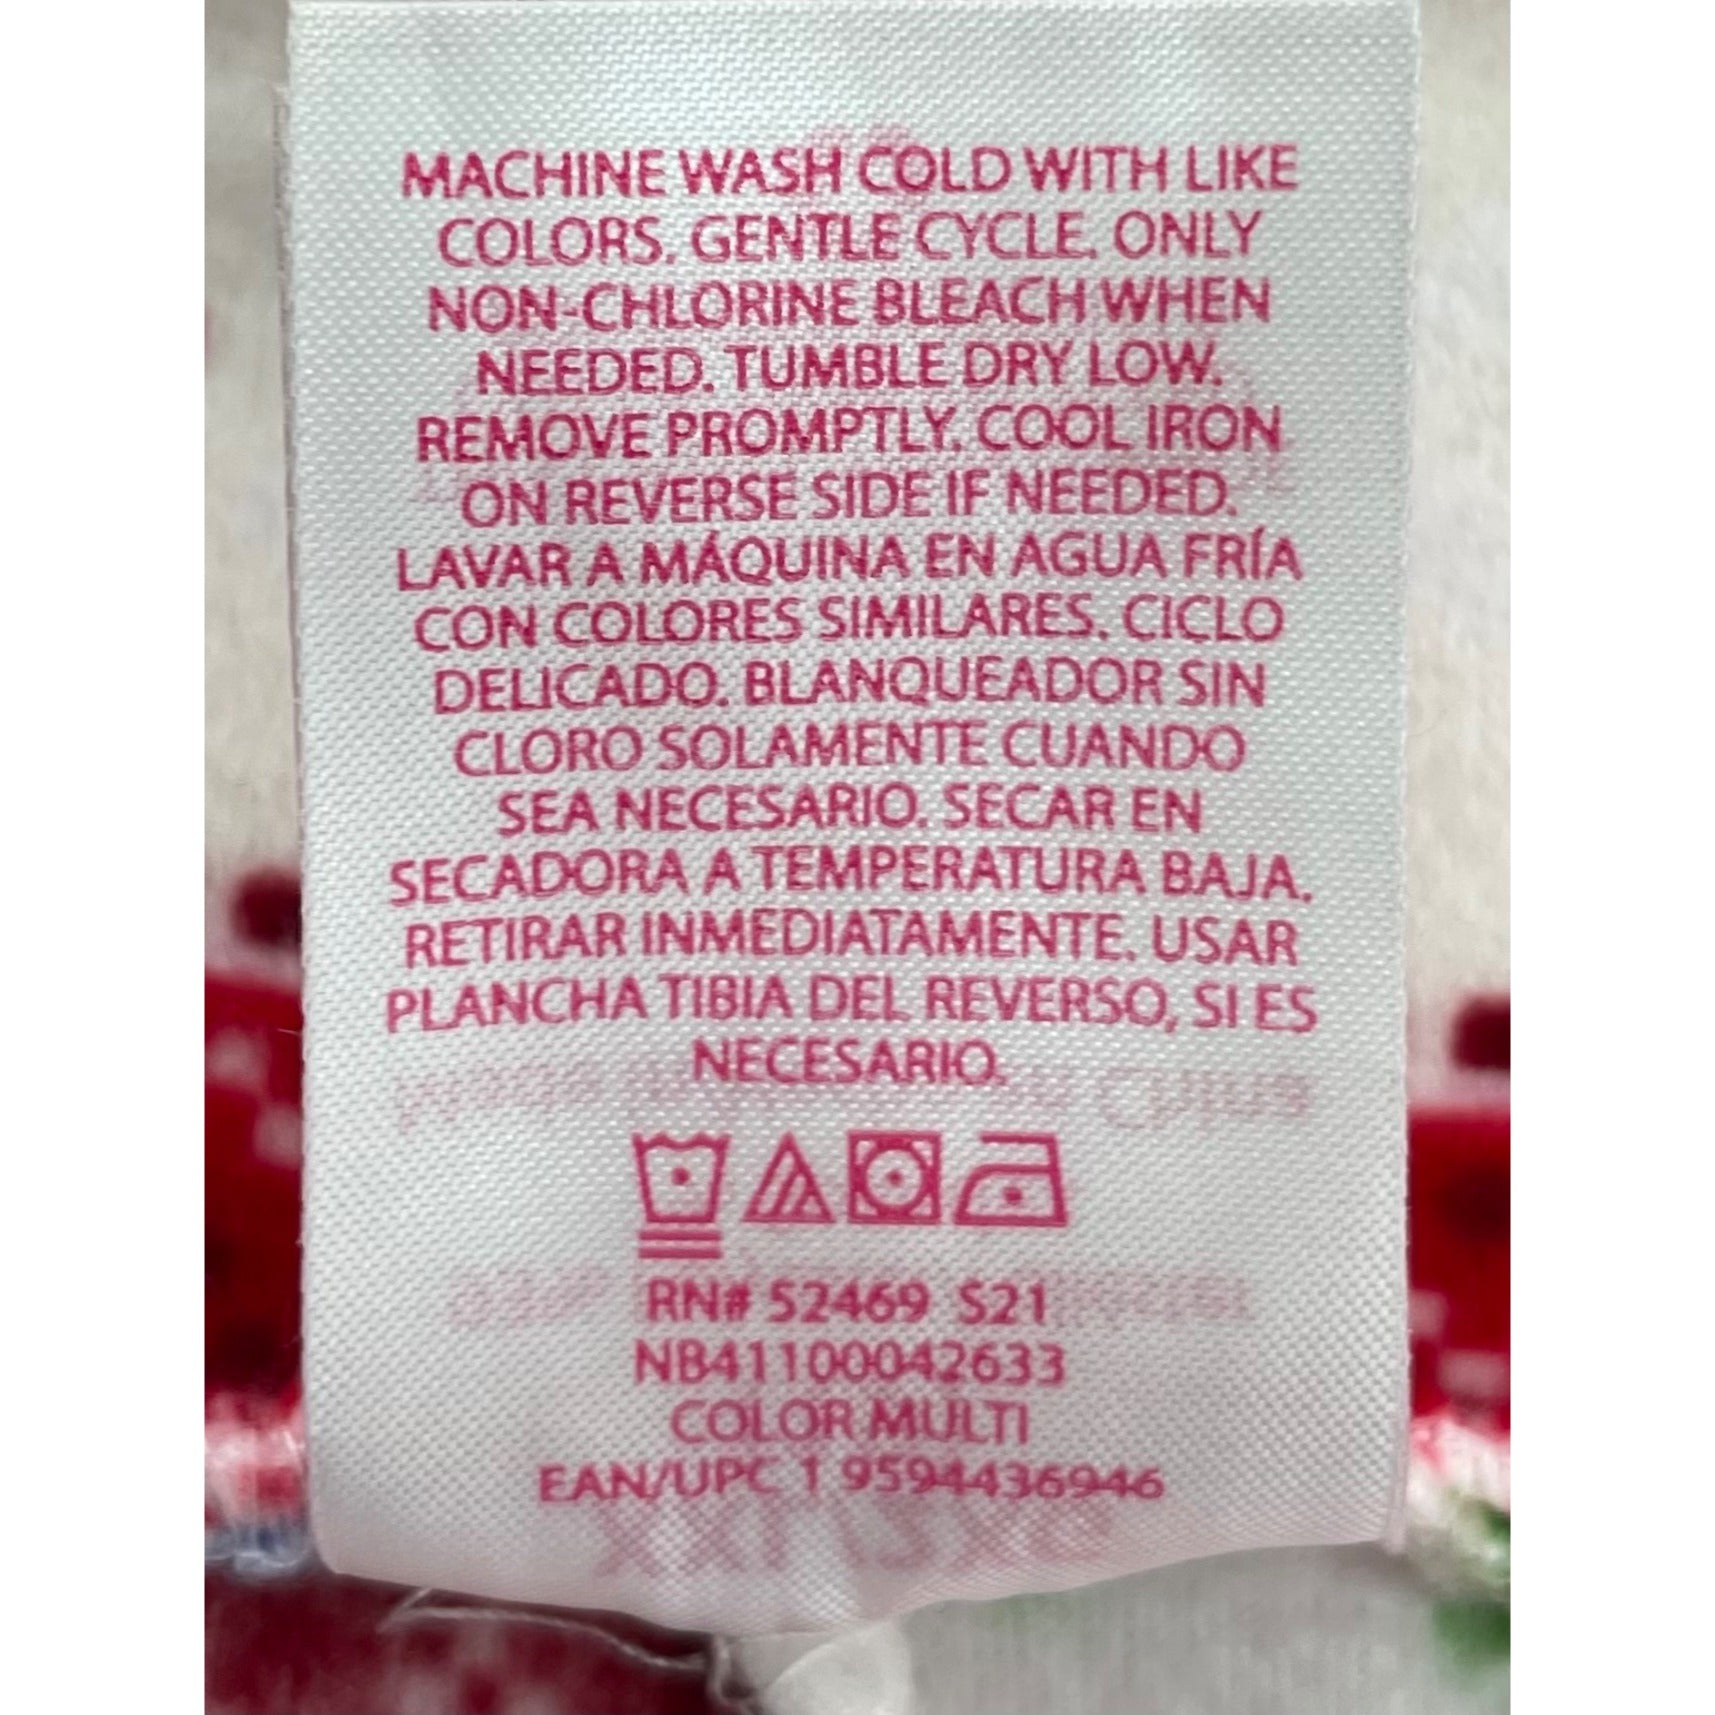 MACHINE WASH COLD WITH LIKE
COLORS. GENTLE CYCLE. ONLY
NON-CHLORINE BLEACH WHEN
NEEDED. TUMBLE DRY LOW.
REMOVE PROMPTLY. COOL IRON
ON REVERSE SIDE IF NEEDED.
LAVAR A MÁQUINA EN AGUA FRÍA
CON COLORES SIMILARES. CICLO
DELICADO. BLANQUEADOR SIN
CLORO SOLAMENTE CUANDO
SEA NECESARIO. SECAR EN
SECADORA A TEMPERATURA BAJA.
RETIRAR INMEDIATAMENTE. USAR
PLANCHA TIBIA DEL REVERSO, SI ES
NECESARIO.
RN# 52469 S21
NB41100042633
COLOR MULTI
EAN/UPC 1 95944436946